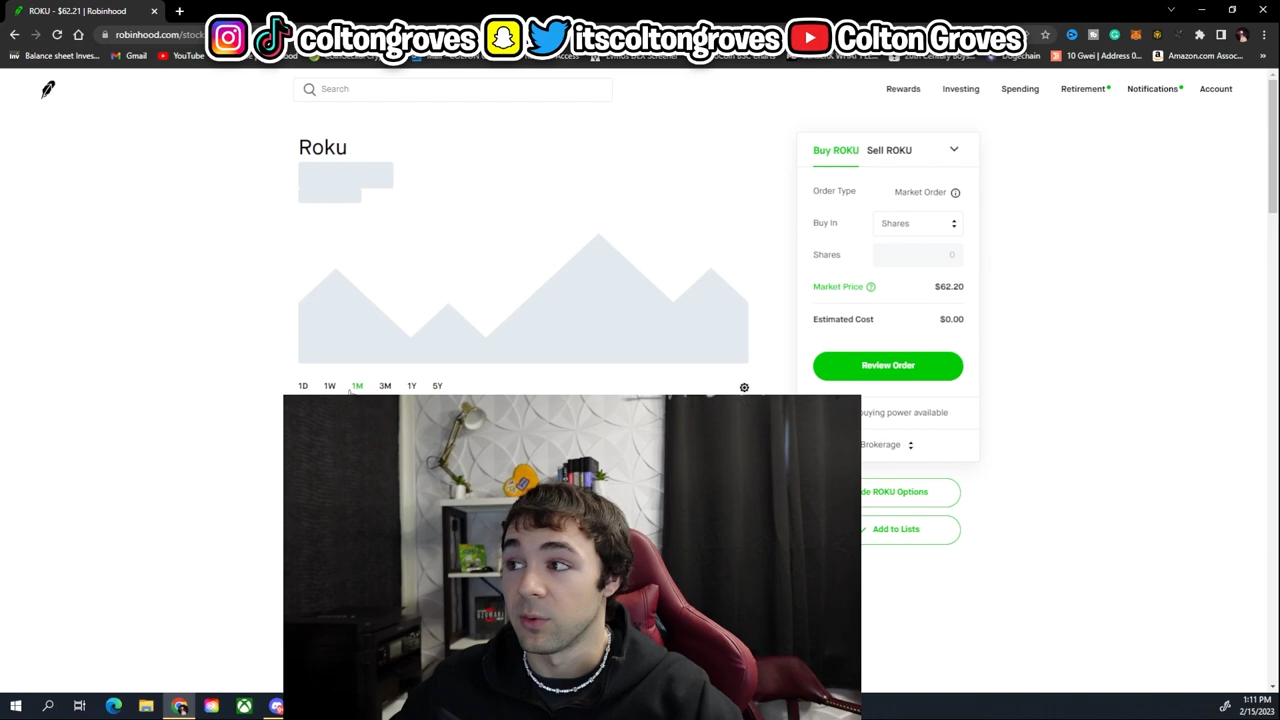 ROKU - $62.21 | Robinhood
robinhood.com/stock
coltongroves itscoltongroves Colton Groves
Balance sheet Investm... Gmail YouTube Dogechain 10 Gwei | Address 0... Amazon.com Assoc...
Search
Rewards Investing Spending Retirement Notifications Account
Roku
Buy ROKU Sell ROKU
Order Type Market Order
Buy In Shares
Shares 0
Market Price $62.20
Estimated Cost $0.00
Review Order
1D 1W 1M 3M 1Y 5Y
buying power available
Brokerage
de ROKU Options
Add to Lists
1:11 PM
2/15/2023